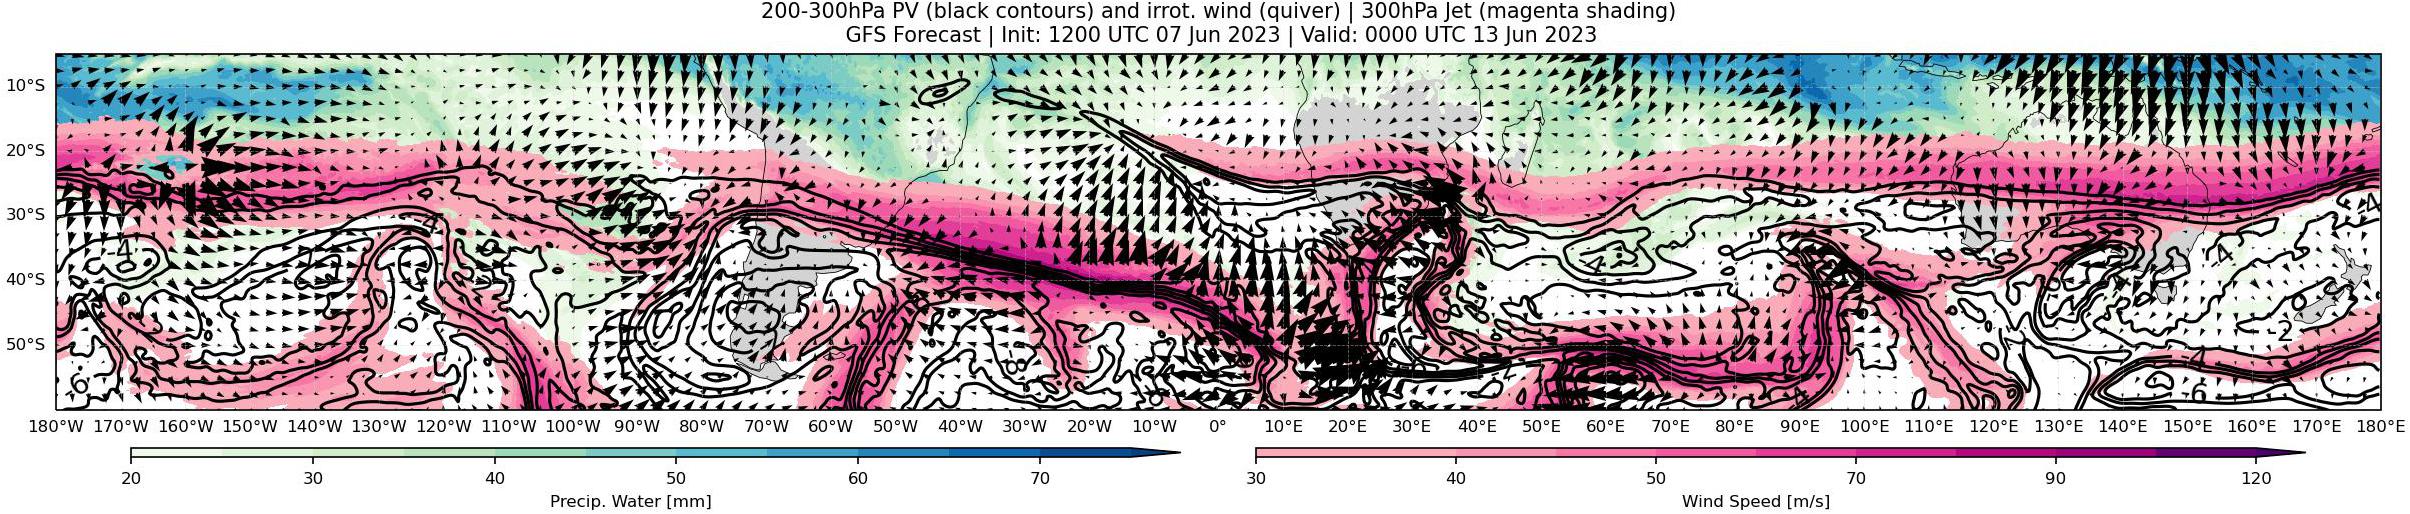 200-300hPa PV (black contours) and irrot. wind (quiver) | 300hPa Jet (magenta shading)
GFS Forecast | Init: 1200 UTC 07 Jun 2023 | Valid: 0000 UTC 13 Jun 2023
10°S
20°S
30°S
40°S
50°S
-4
-4
-2
-6
180°W 170°W 160°W 150°W 140°W 130°W 120°W 110°W 100°W 90°W 80°W 70°W 60°W 50°W 40°W 30°W 20°W 10°W 0° 10°E 20°E 30°E 40°E 50°E 60°E 70°E 80°E 90°E 100°E 110°E 120°E 130°E 140°E 150°E 160°E 170°E 180°E
20 30 40 50 60 70
Precip. Water [mm]
30 40 50 70 90 120
Wind Speed [m/s]